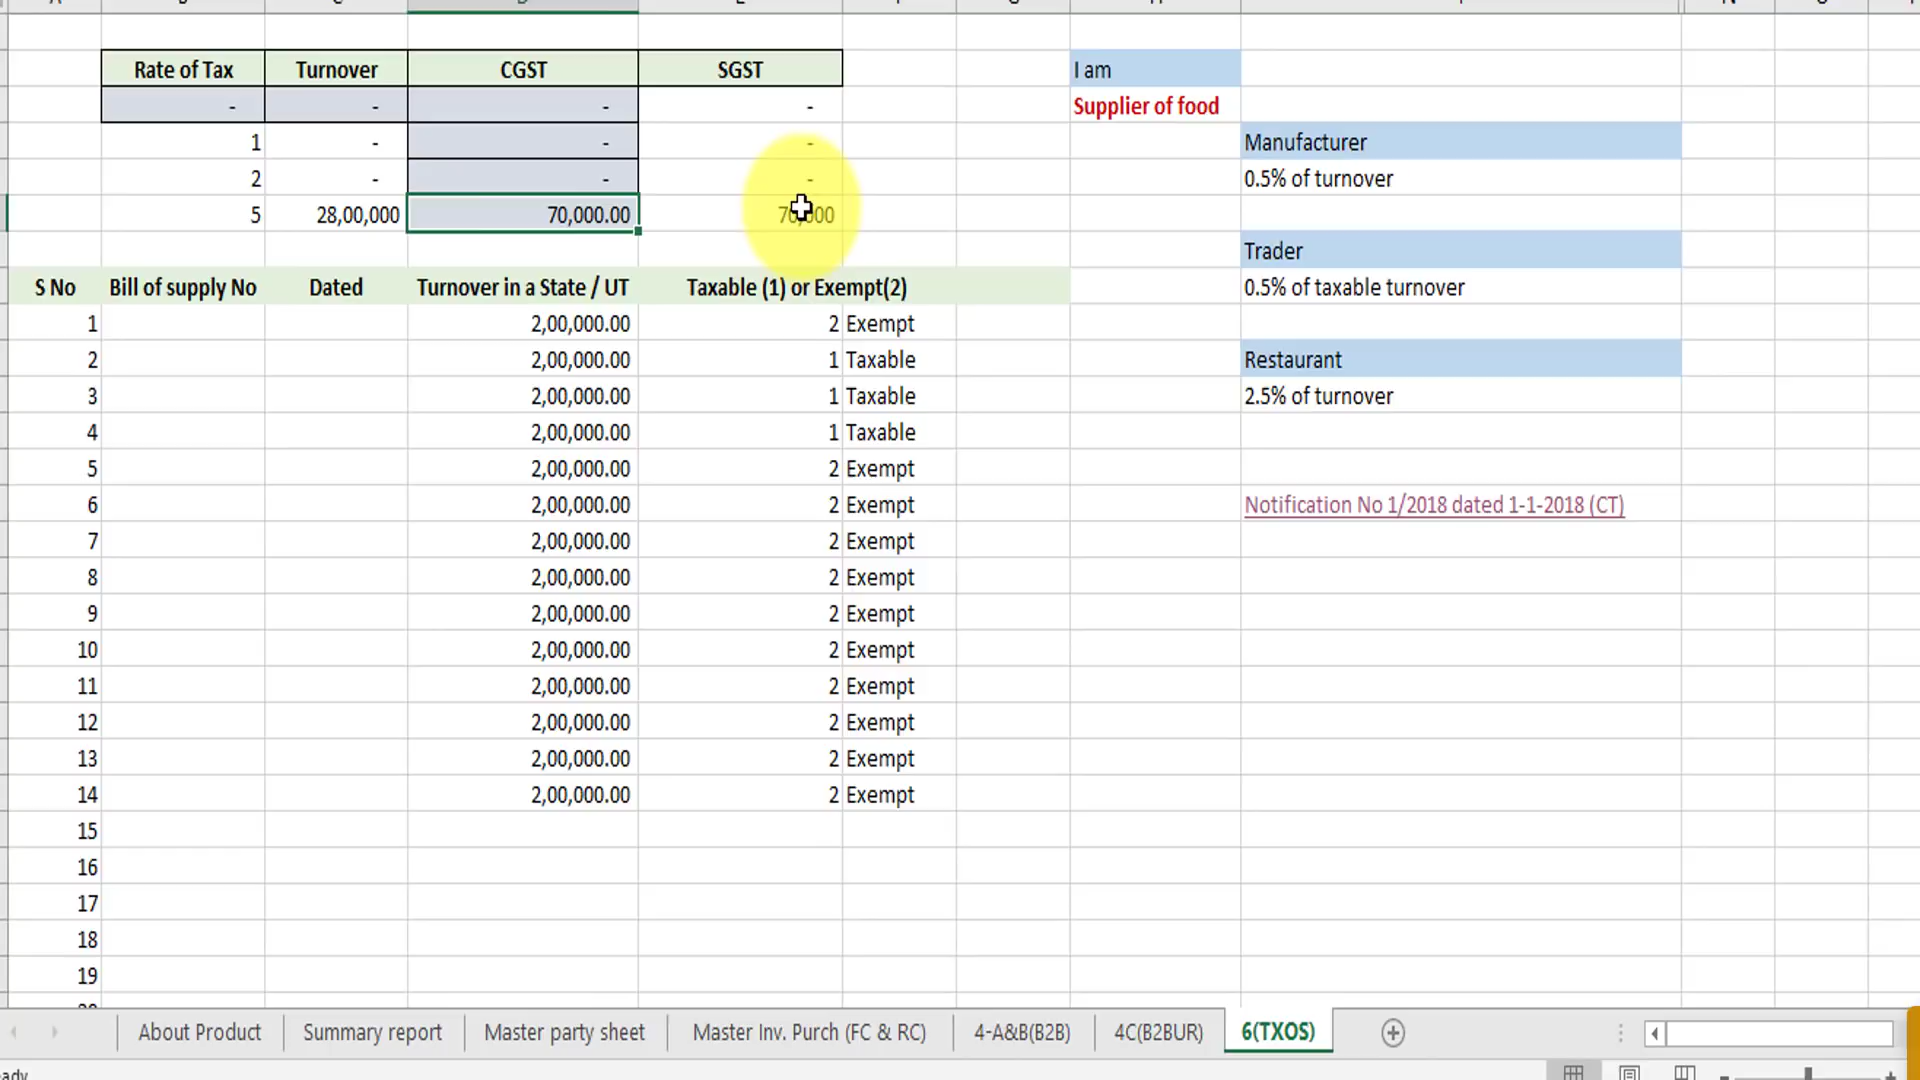 Rate of Tax Turnover CGST SGST I am
- - - - Supplier of food
1 - - - Manufacturer
2 - - - 0.5% of turnover
5 28,00,000 70,000.00 70,000
Trader
S No Bill of supply No Dated Turnover in a State / UT Taxable (1) or Exempt(2) 0.5% of taxable turnover
1 2,00,000.00 2 Exempt
2 2,00,000.00 1 Taxable Restaurant
3 2,00,000.00 1 Taxable 2.5% of turnover
4 2,00,000.00 1 Taxable
5 2,00,000.00 2 Exempt
6 2,00,000.00 2 Exempt Notification No 1/2018 dated 1-1-2018 (CT)
7 2,00,000.00 2 Exempt
8 2,00,000.00 2 Exempt
9 2,00,000.00 2 Exempt
10 2,00,000.00 2 Exempt
11 2,00,000.00 2 Exempt
12 2,00,000.00 2 Exempt
13 2,00,000.00 2 Exempt
14 2,00,000.00 2 Exempt
15
16
17
18
19
About Product Summary report Master party sheet Master Inv. Purch (FC & RC) 4-A&B(B2B) 4C(B2BUR) 6(TXOS)